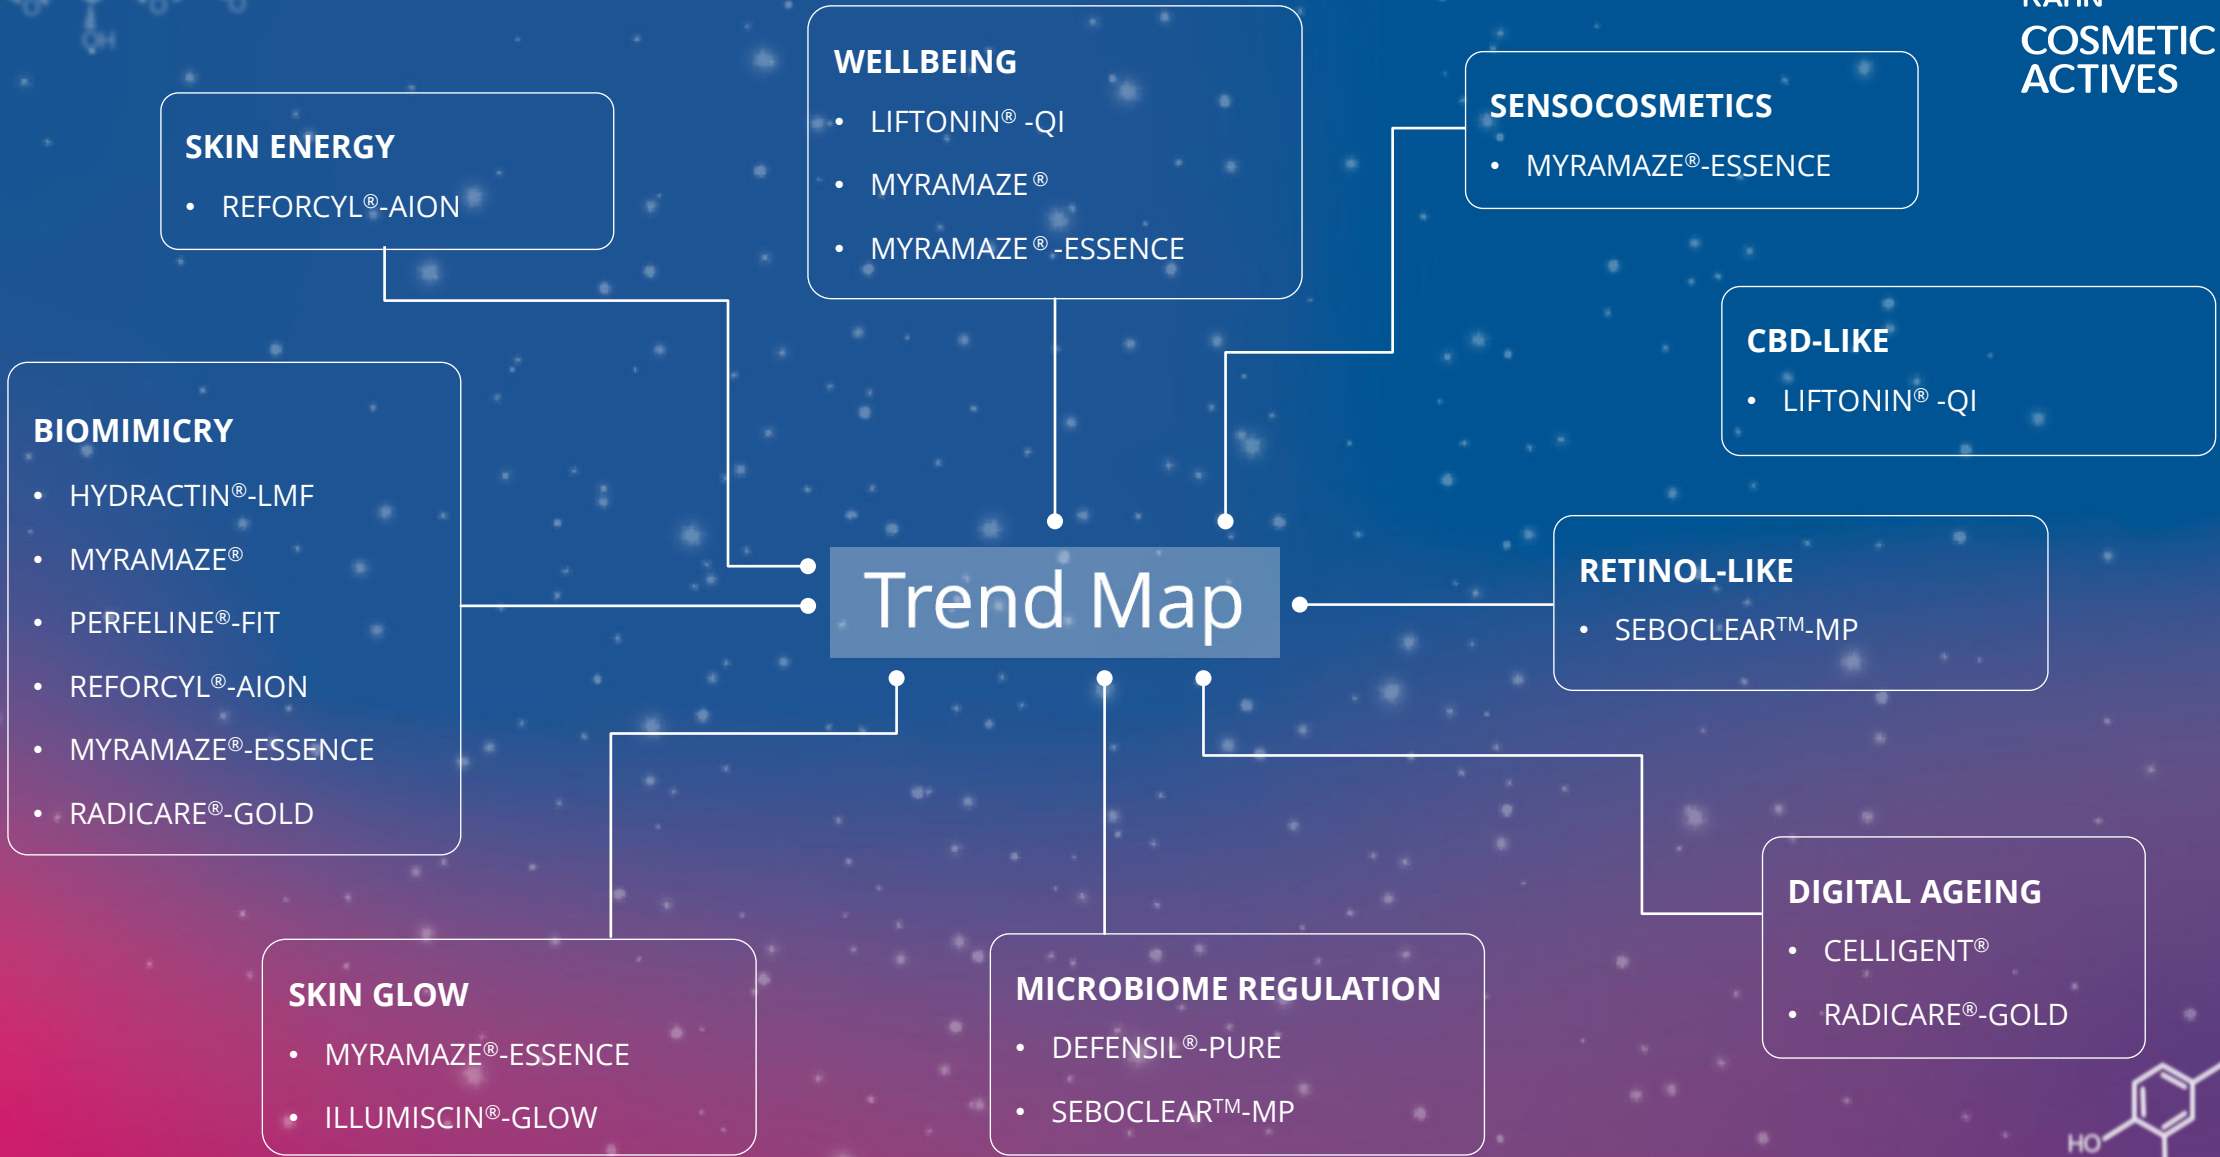 RAHN
COSMETIC
ACTIVES
WELLBEING
• LIFTONIN® -QI
• MYRAMAZE ®
• MYRAMAZE ® -ESSENCE
SENSOCOSMETICS
• MYRAMAZE®-ESSENCE
SKIN ENERGY
• REFORCYL®-AION
CBD-LIKE
• LIFTONIN® -QI
BIOMIMICRY
• HYDRACTIN®-LMF
• MYRAMAZE®
• PERFELINE®-FIT
• REFORCYL®-AION
• MYRAMAZE®-ESSENCE
• RADICARE®-GOLD
Trend Map
RETINOL-LIKE
• SEBOCLEAR™-MP
DIGITAL AGEING
• CELLIGENT®
• RADICARE®-GOLD
SKIN GLOW
• MYRAMAZE®-ESSENCE
• ILLUMISCIN®-GLOW
MICROBIOME REGULATION
• DEFENSIL®-PURE
• SEBOCLEAR™-MP
OH
HO